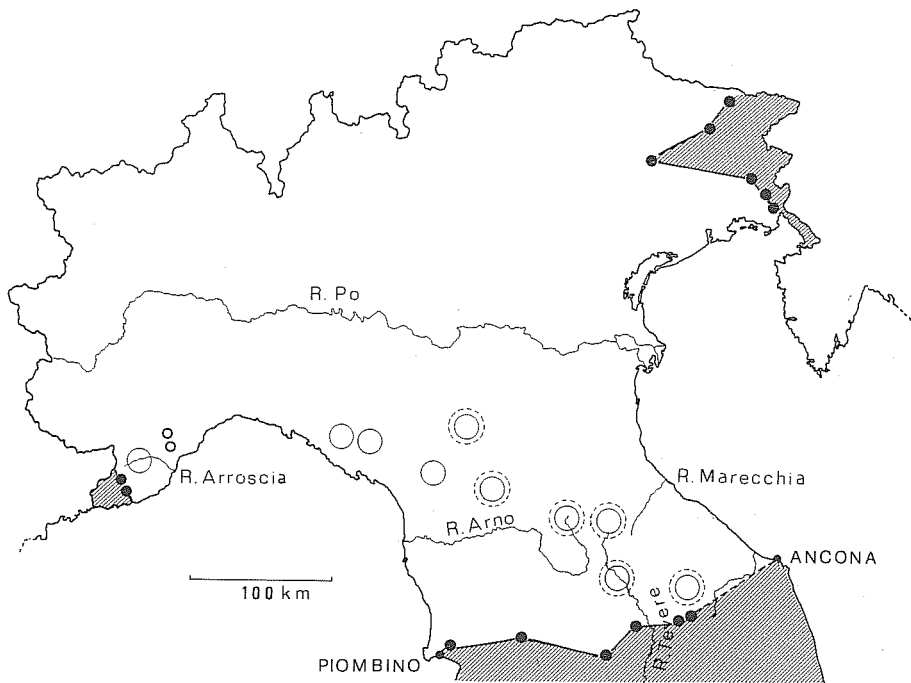 R. Po
R. Arroscia
R. Marecchia
R. Arno
ANCONA
100 km
R. Tevere
PIOMBINO